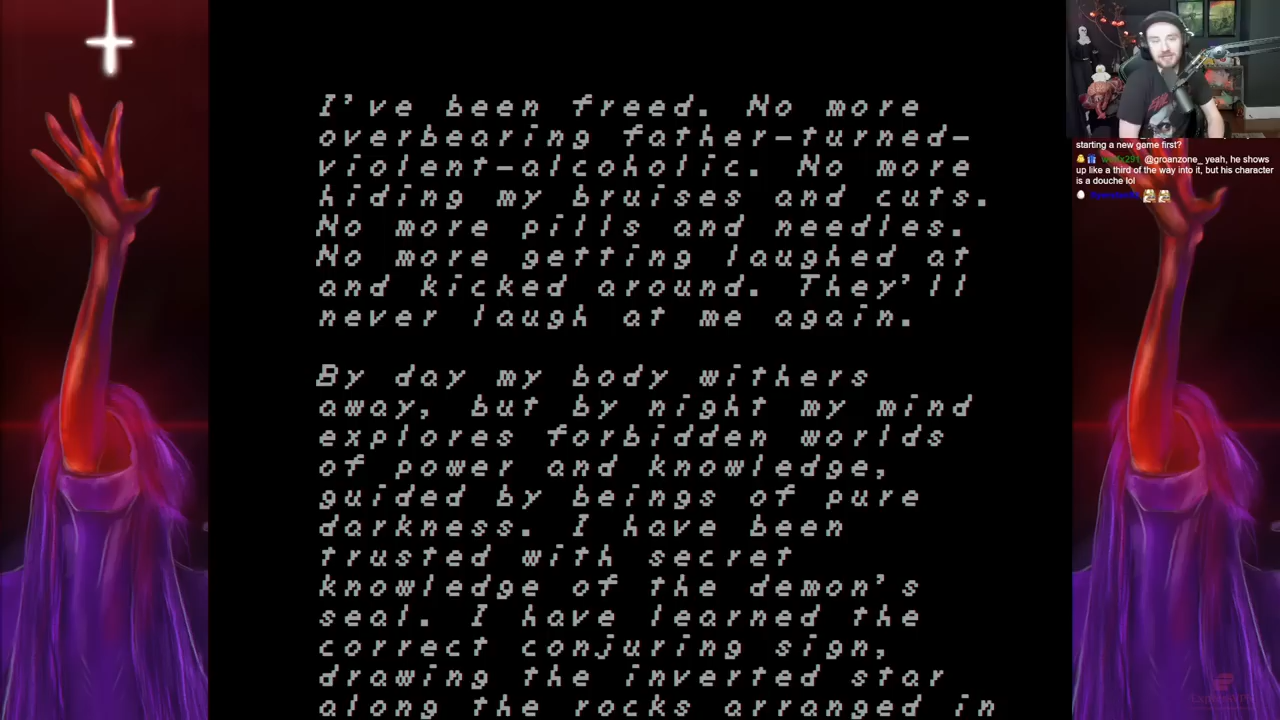 I've been freed. No more
overbearing father-turned-
violent-alcoholic. No more
hiding my bruises and cuts.
No more pills and needles.
No more getting laughed at
and kicked around. They'll
never laugh at me again.
By day my body withers
away, but by night my mind
explores forbidden worlds
of power and knowledge,
guided by beings of pure
darkness. I have been
trusted with secret
knowledge of the demon's
seal. I have learned the
correct conjuring sign,
drawing the inverted star
along the rocks arranged in
starting a new game first?
@groanzone_ yeah, he shows
up like a third of the way into it, but his character
is a douche lol